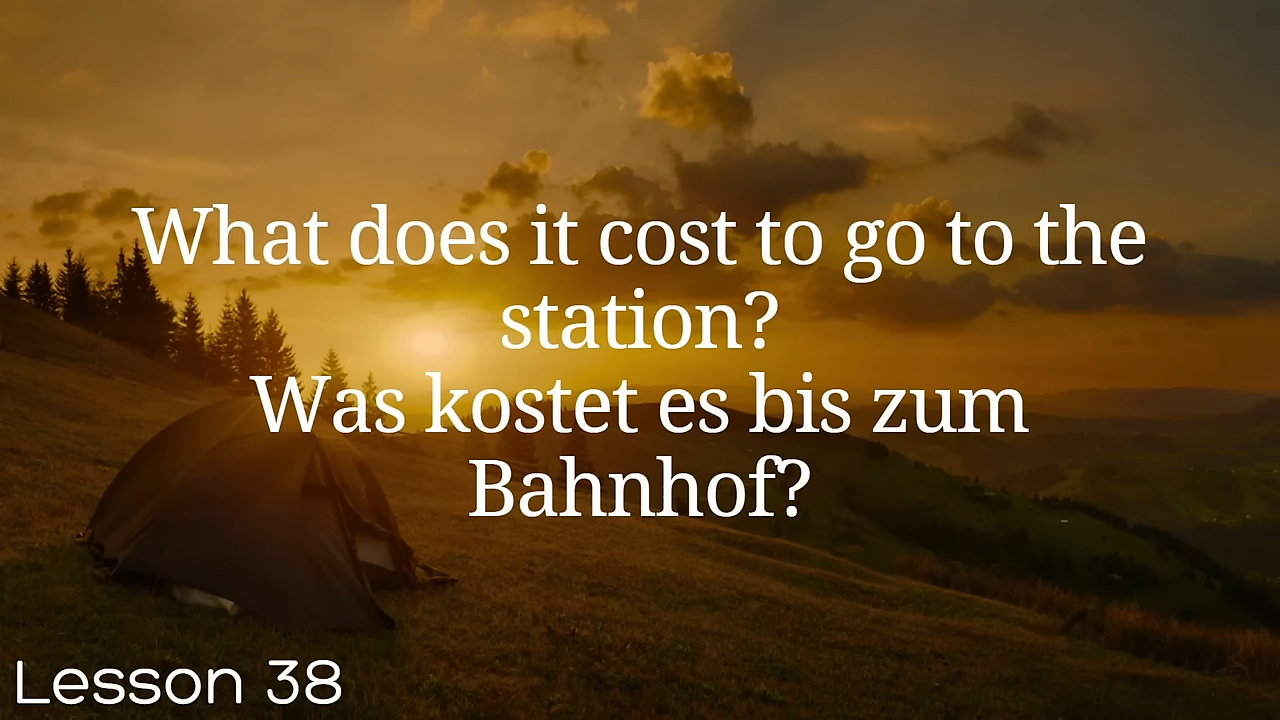 What does it cost to go to the
station?
Was kostet es bis zum
Bahnhof?
Lesson 38